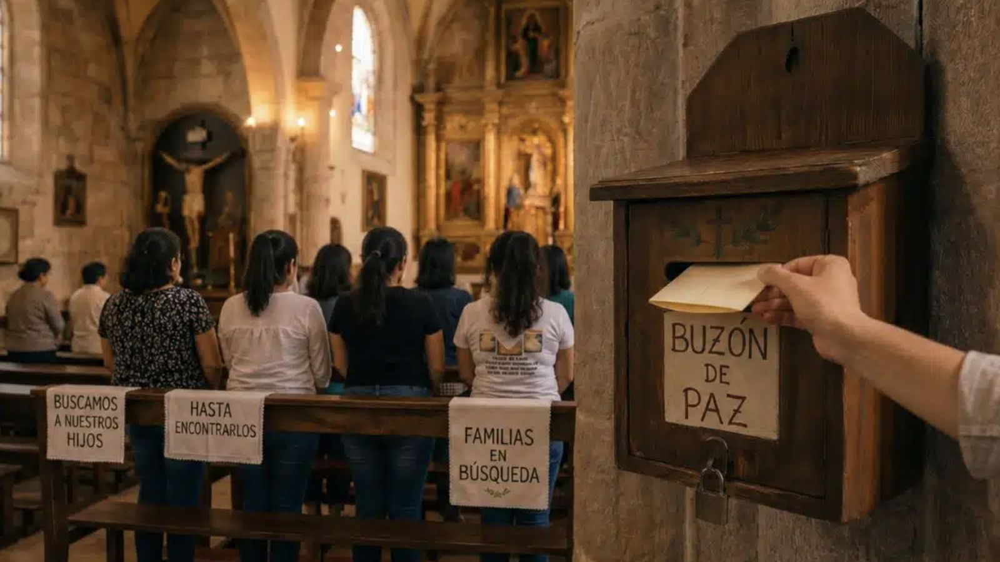 BUSCAMOS
A NUESTROS
HIJOS
HASTA
ENCONTRARLOS
FAMILIAS
EN
BÚSQUEDA
BUZÓN
DE
PAZ